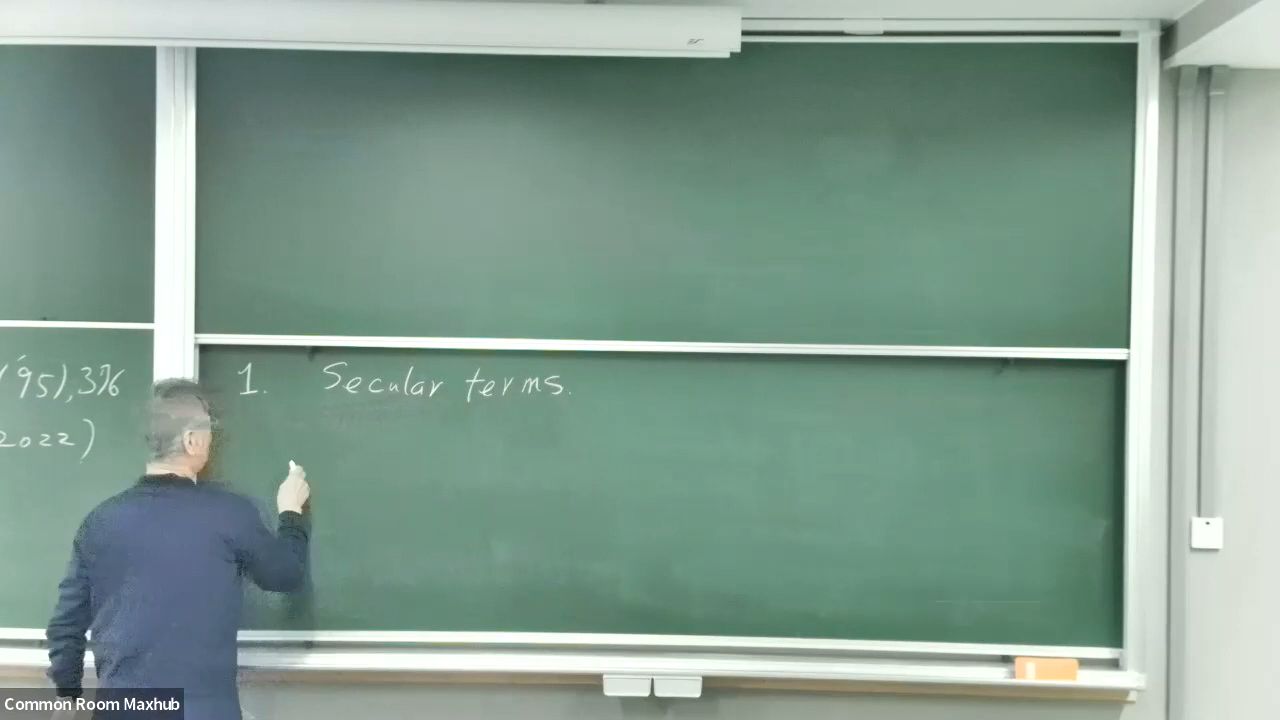 ('95), 376
2022)
1. Secular terms.
Common Room Maxhub